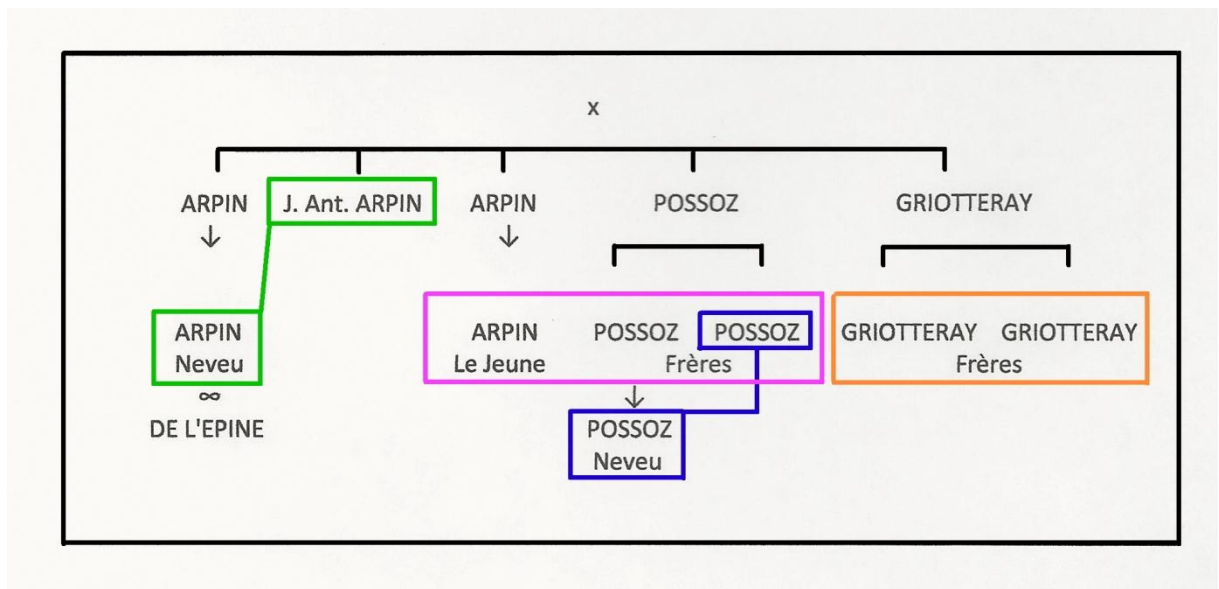 x
ARPIN J. Ant. ARPIN ARPIN POSSOZ GRIOTTERAY
↓ ↓
ARPIN ARPIN POSSOZ POSSOZ GRIOTTERAY GRIOTTERAY
Neveu Le Jeune Frères Frères
∞ ↓
DE L'EPINE POSSOZ
Neveu